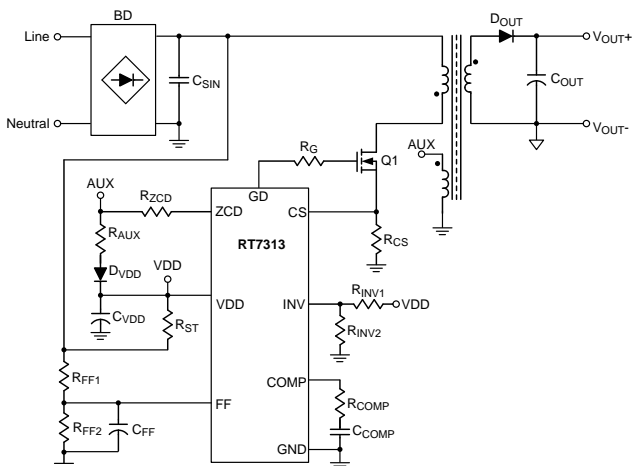 BD
Line
Neutral
CSIN
DOUT
VOUT+
COUT
VOUT-
AUX
RG
Q1
AUX
RZCD
GD
ZCD
CS
RCS
RAUX
RT7313
DVDD
VDD
VDD
INV
RINV1
VDD
CVDD
RST
RINV2
RFF1
COMP
RCOMP
FF
CCOMP
RFF2
CFF
GND